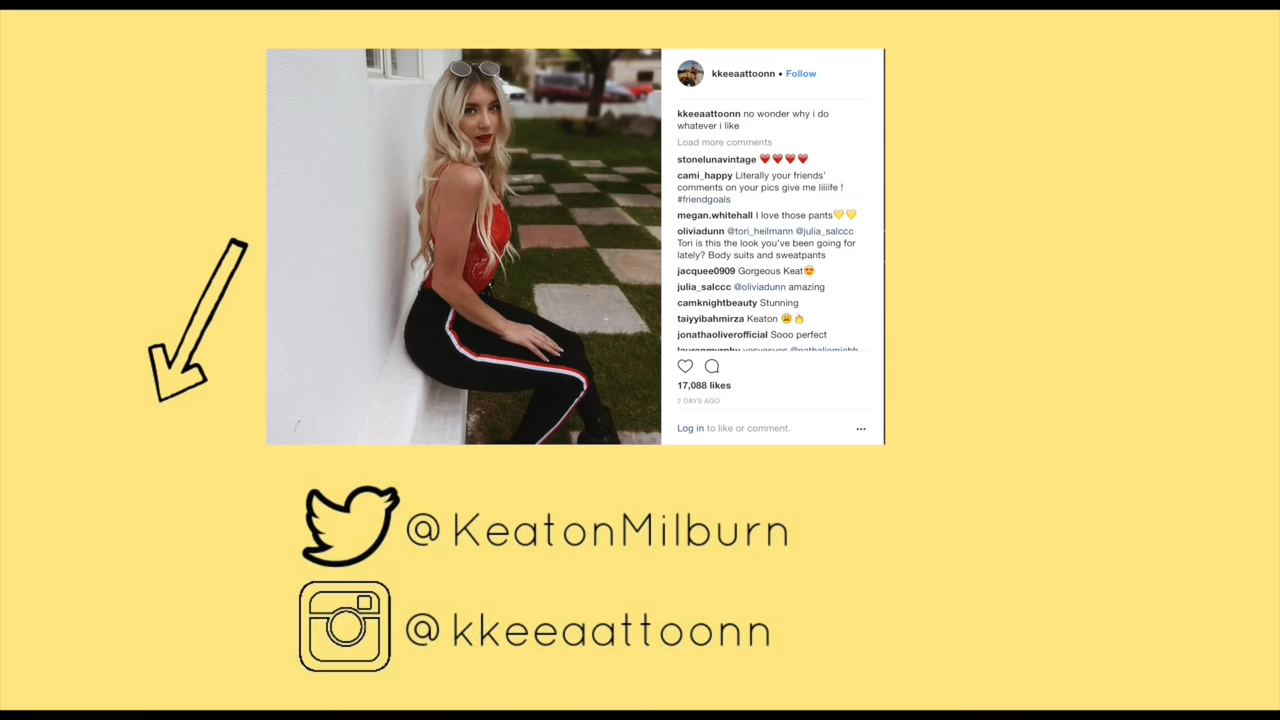 kkeeaattoonn • Follow
kkeeaattoonn no wonder why i do
whatever i like
Load more comments
stonelunavintage ❤️❤️❤️❤️
cami_happy Literally your friends'
comments on your pics give me liiiife !
#friendgoals
megan.whitehall I love those pants💛💛
oliviadunn @tori_heilmann @julia_salccc
Tori is this the look you've been going for
lately? Body suits and sweatpants
jacquee0909 Gorgeous Keat😍
julia_salccc @oliviadunn amazing
camknightbeauty Stunning
taiyyibahmirza Keaton 😩🔥
jonathaoliverofficial Sooo perfect
17,088 likes
2 DAYS AGO
Log in to like or comment.
@KeatonMilburn
@kkeeaattoonn